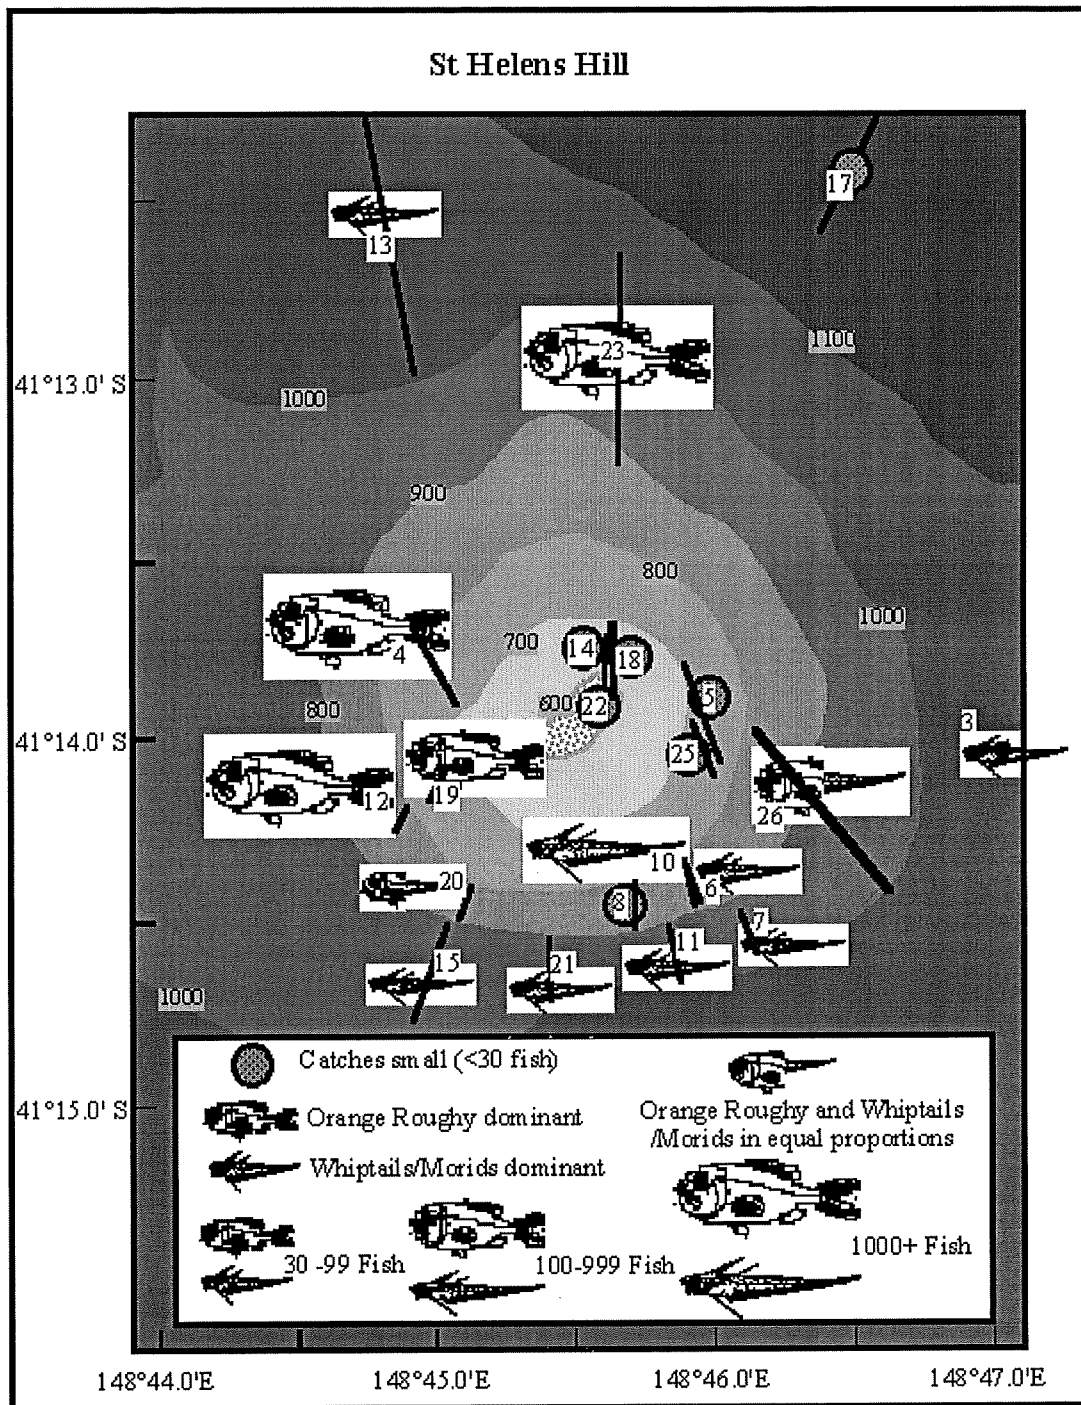 St Helens Hill
17
13
23
1100
41°13.0' S
1000
900
800
1000
700
14
18
4
600
22
5
800
3
41°14.0' S
25
19
12
26
10
20
6
8
7
11
15
21
1000
Catches small (<30 fish)
Orange Roughy dominant
Orange Roughy and Whiptails
/Morids in equal proportions
41°15.0' S
Whiptails/Morids dominant
30 -99 Fish
100-999 Fish
1000+ Fish
148°44.0'E
148°45.0'E
148°46.0'E
148°47.0'E